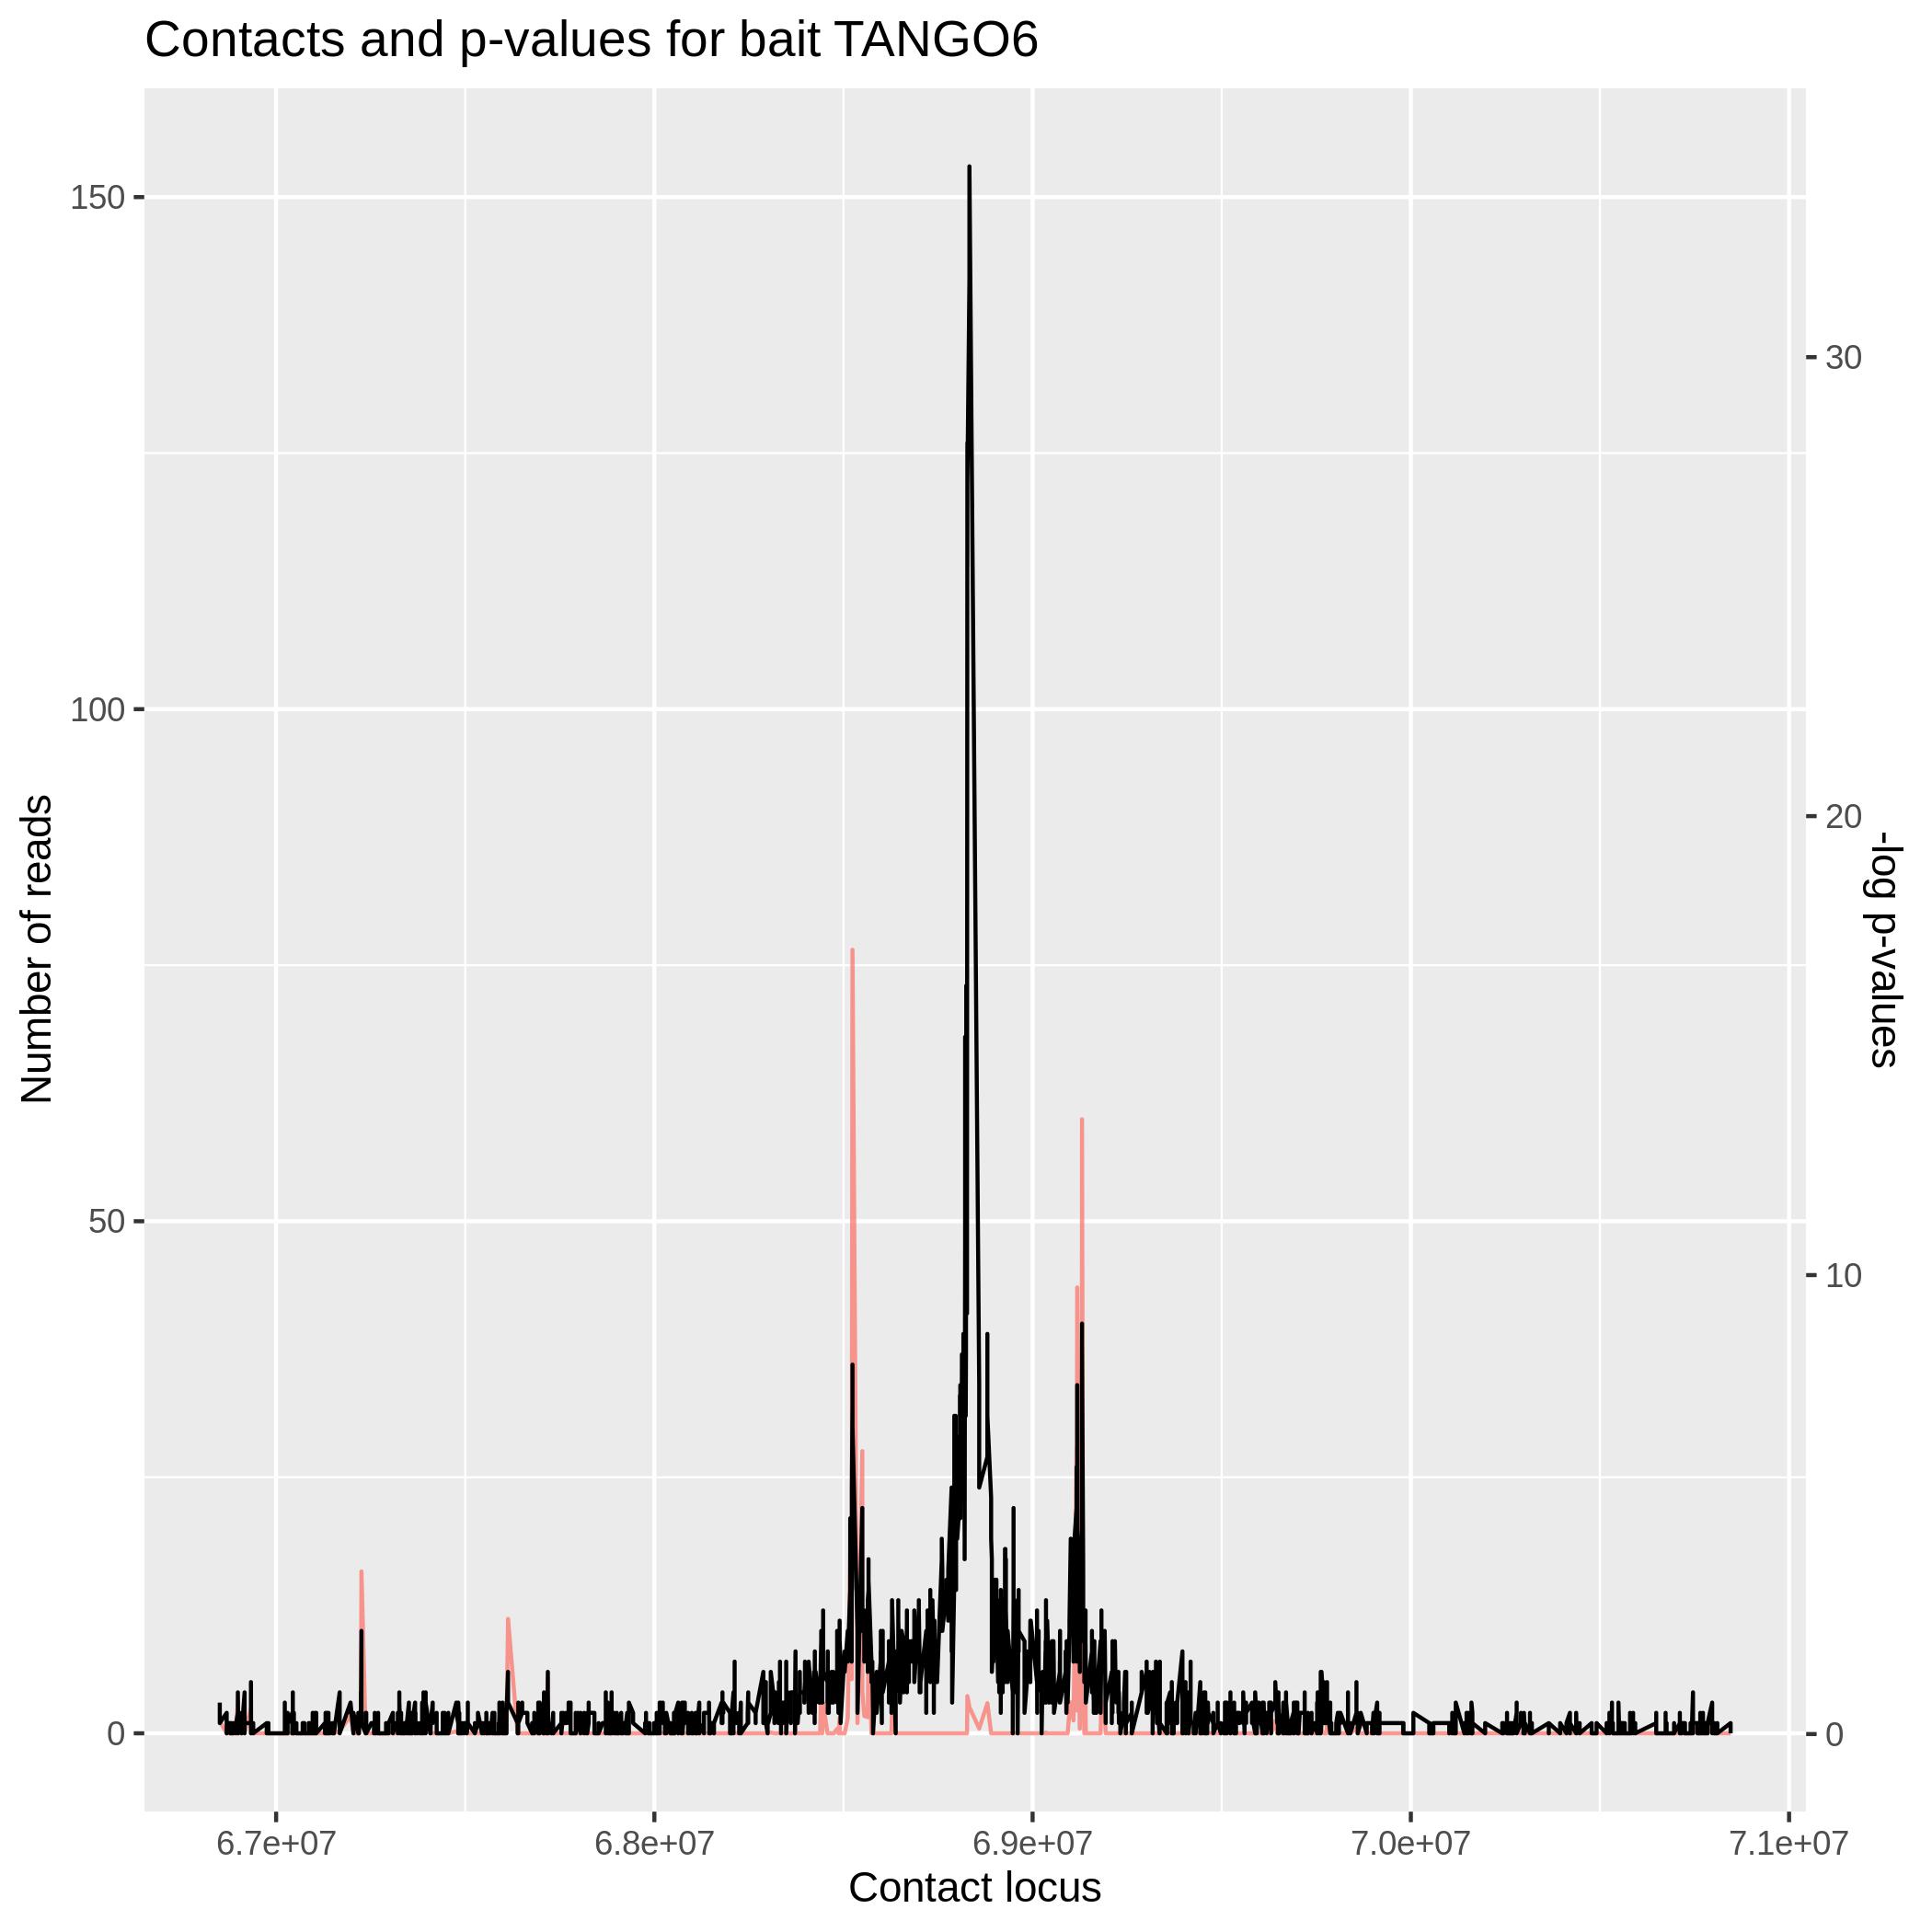 Contacts and p-values for bait TANGO6
150
100
50
0
30
20
10
0
Number of reads
-log p-values
6.7e+07 6.8e+07 6.9e+07 7.0e+07 7.1e+07
Contact locus